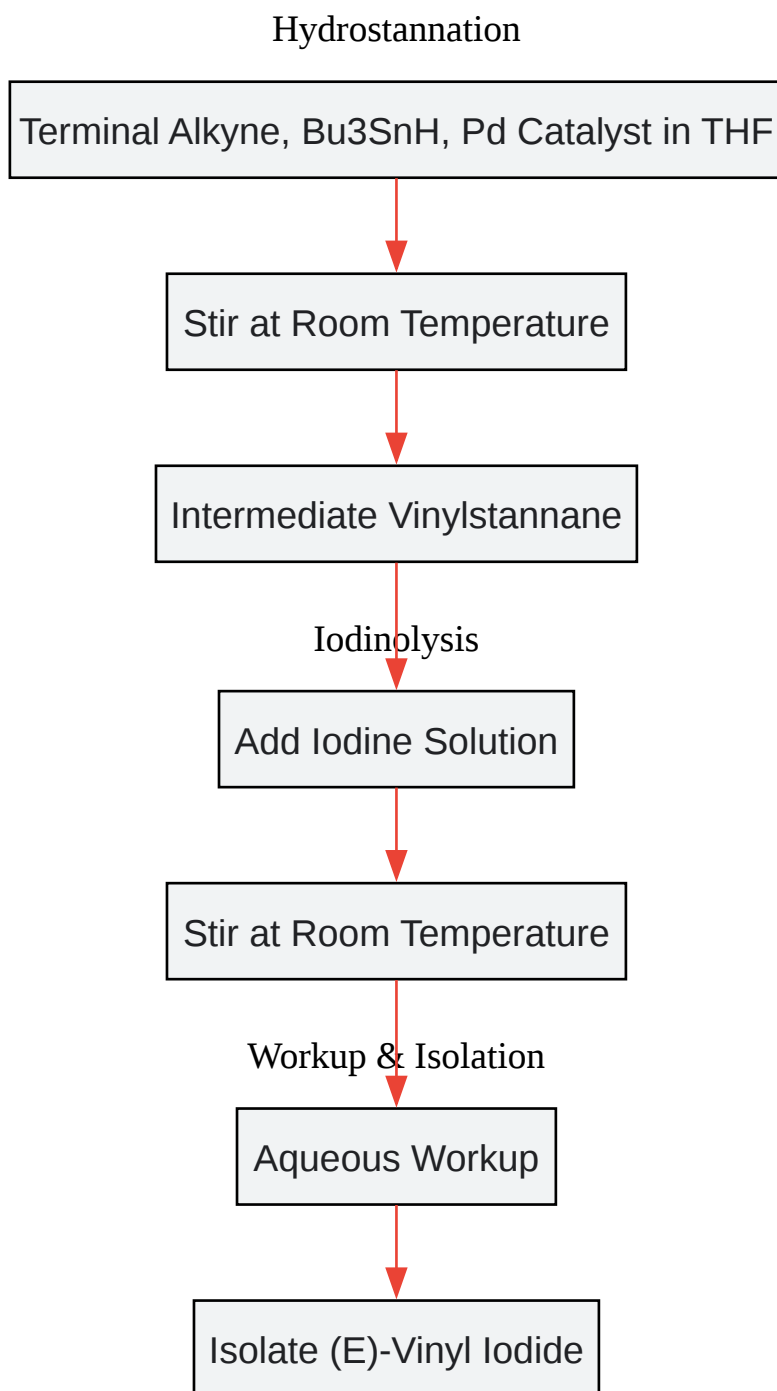 Hydrostannation
Terminal Alkyne, Bu3SnH, Pd Catalyst in THF
Stir at Room Temperature
Intermediate Vinylstannane
Iodinolysis
Add Iodine Solution
Stir at Room Temperature
Workup & Isolation
Aqueous Workup
Isolate (E)-Vinyl Iodide